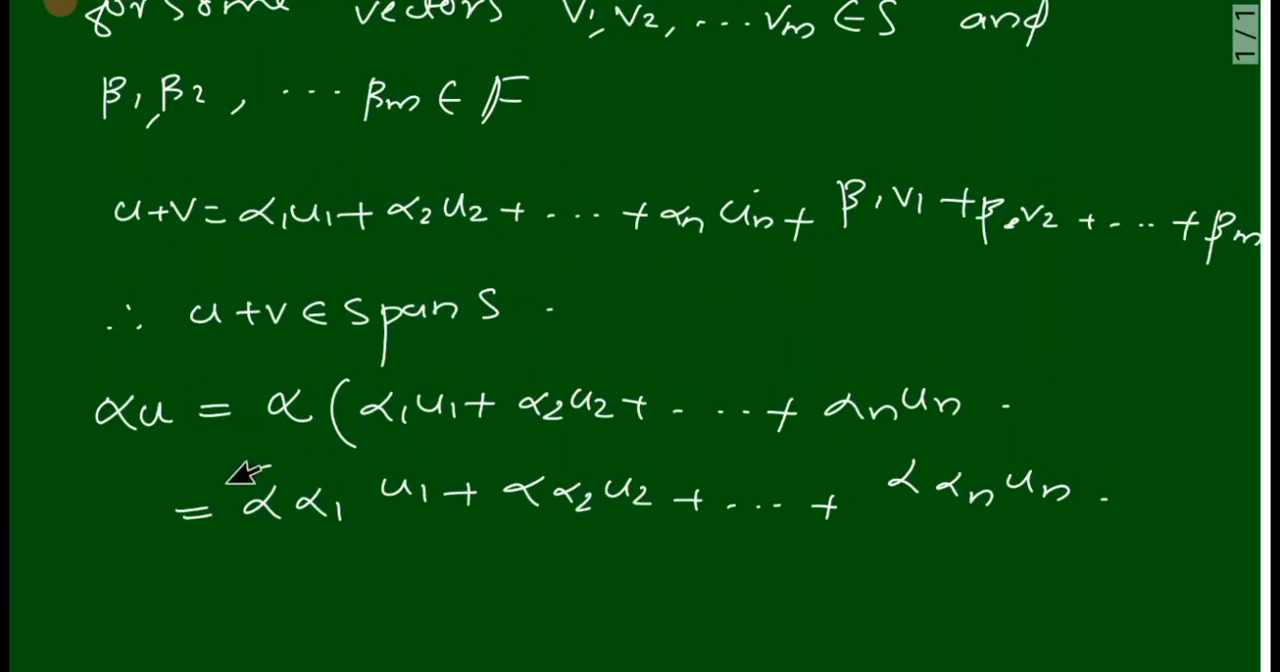 for some vectors v₁, v₂, ... vₘ ∈ S and
1/1
β₁, β₂, ... βₘ ∈ F
u+v = α₁u₁ + α₂u₂ + ... + αₙuₙ + β₁v₁ + β₂v₂ + ... + βₘ
∴ u+v ∈ span S.
αu = α(α₁u₁ + α₂u₂ + ... + αₙuₙ.
= αα₁ u₁ + αα₂u₂ + ... + ααₙuₙ.